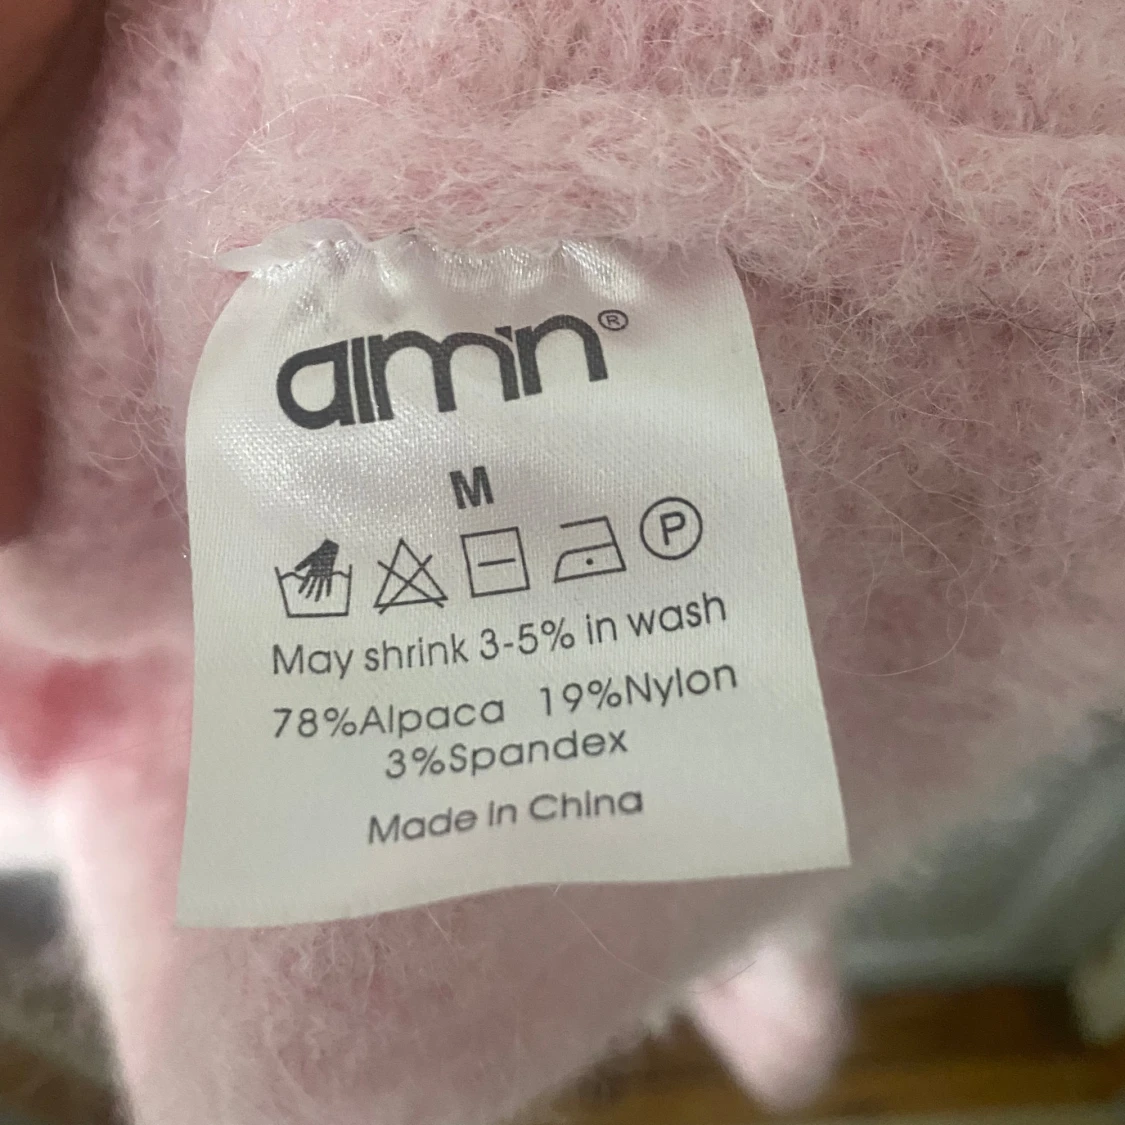 aim'n®
M
P
May shrink 3-5% in wash
78%Alpaca 19%Nylon
3%Spandex
Made in China